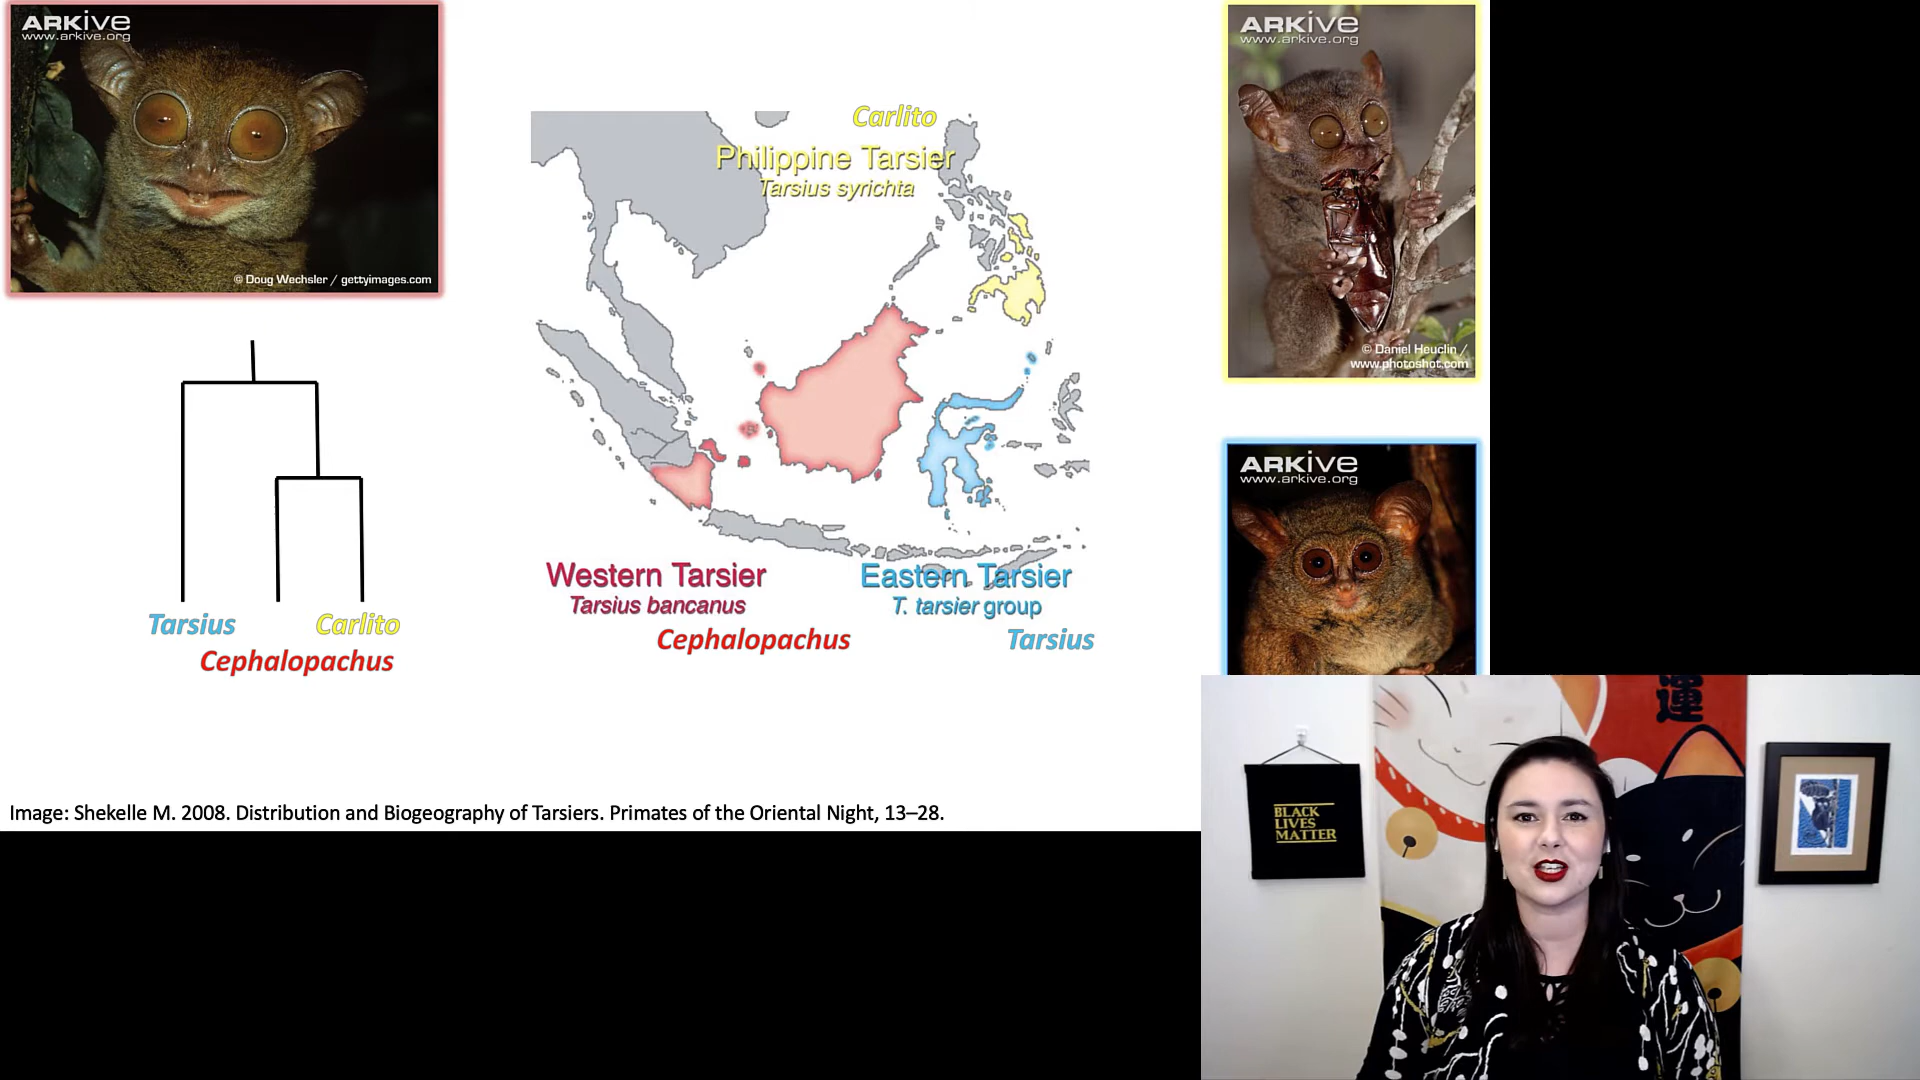 ARKive
www.arkive.org
© Doug Wechsler / gettyimages.com
Carlito
Philippine Tarsier
Tarsius syrichta
ARKive
www.arkive.org
© Daniel Heuclin /
www.photoshot.com
Western Tarsier
Tarsius bancanus
Cephalopachus
Eastern Tarsier
T. tarsier group
Tarsius
Tarsius
Carlito
Cephalopachus
ARKive
www.arkive.org
Image: Shekelle M. 2008. Distribution and Biogeography of Tarsiers. Primates of the Oriental Night, 13–28.
運
BLACK
LIVES
MATTER